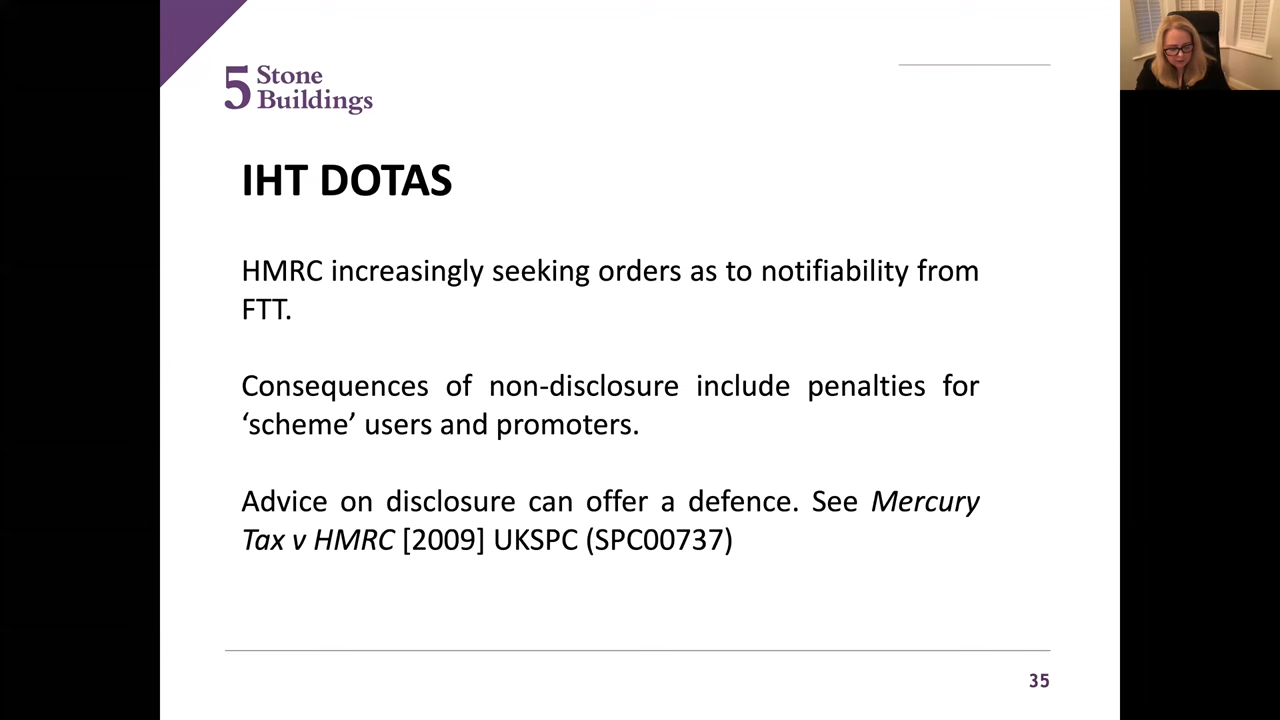 5 Stone
Buildings
IHT DOTAS
HMRC increasingly seeking orders as to notifiability from
FTT.
Consequences of non-disclosure include penalties for
‘scheme’ users and promoters.
Advice on disclosure can offer a defence. See Mercury
Tax v HMRC [2009] UKSPC (SPC00737)
35